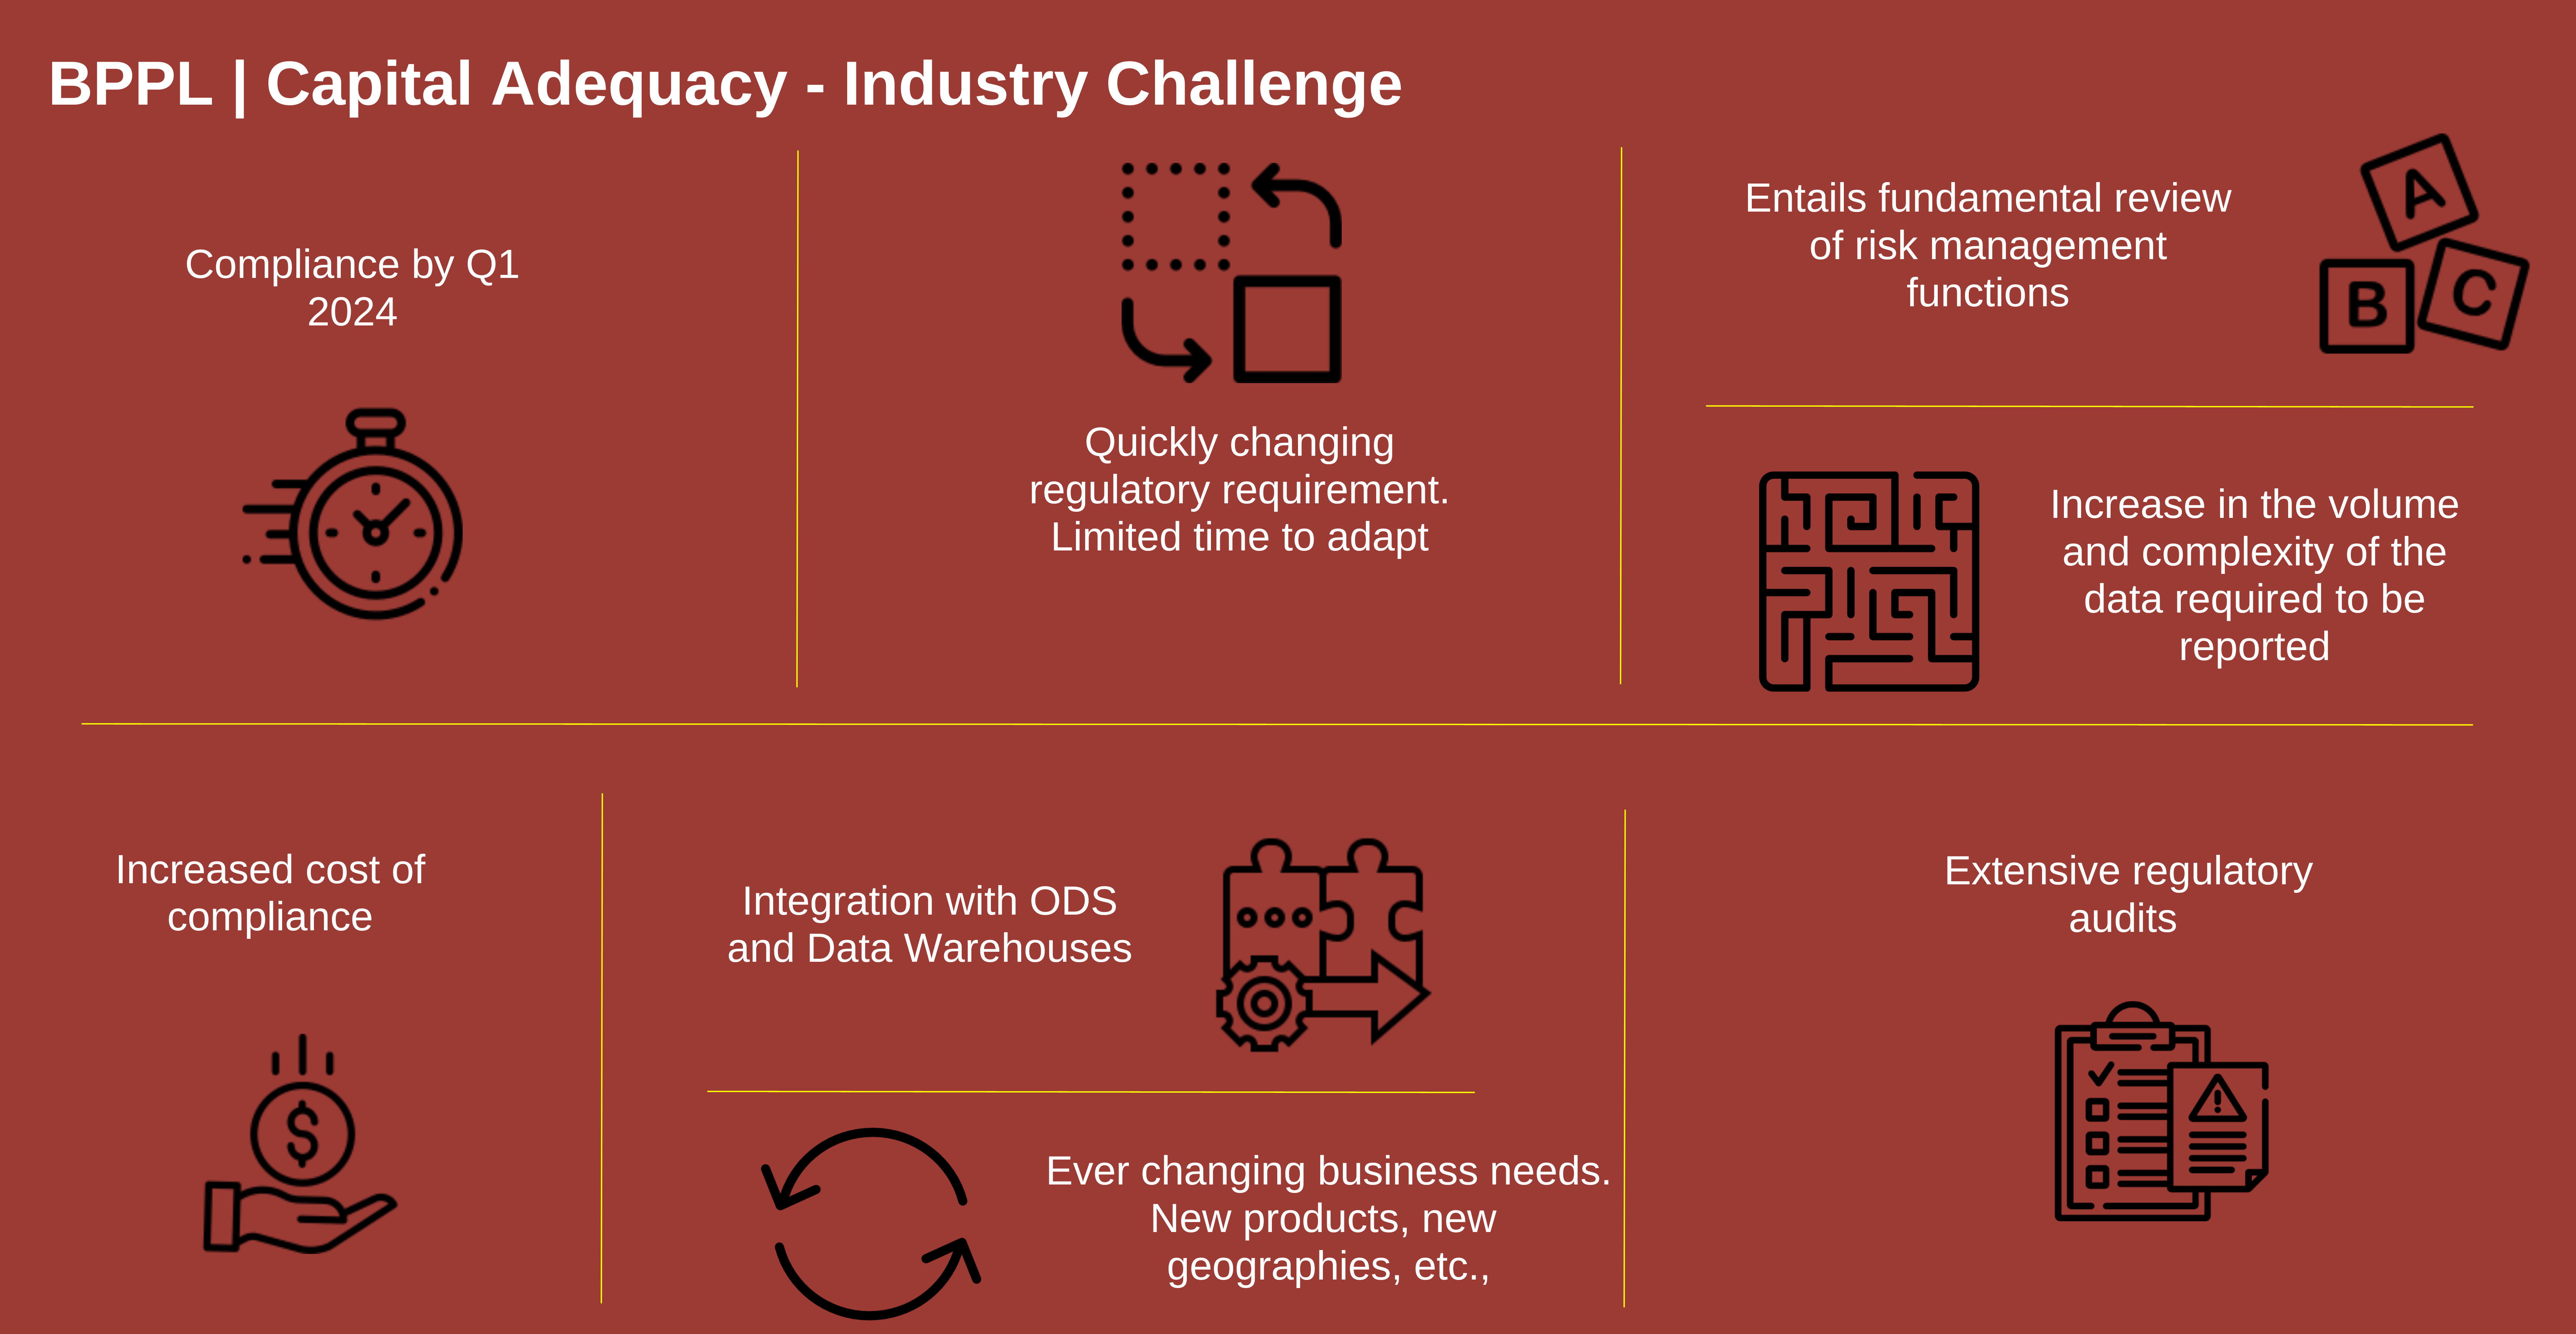 BPPL | Capital Adequacy - Industry Challenge
Compliance by Q1
2024
Quickly changing
regulatory requirement.
Limited time to adapt
Entails fundamental review
of risk management
functions
A
B
C
Increase in the volume
and complexity of the
data required to be
reported
Increased cost of
compliance
$
Integration with ODS
and Data Warehouses
Ever changing business needs.
New products, new
geographies, etc.,
Extensive regulatory
audits